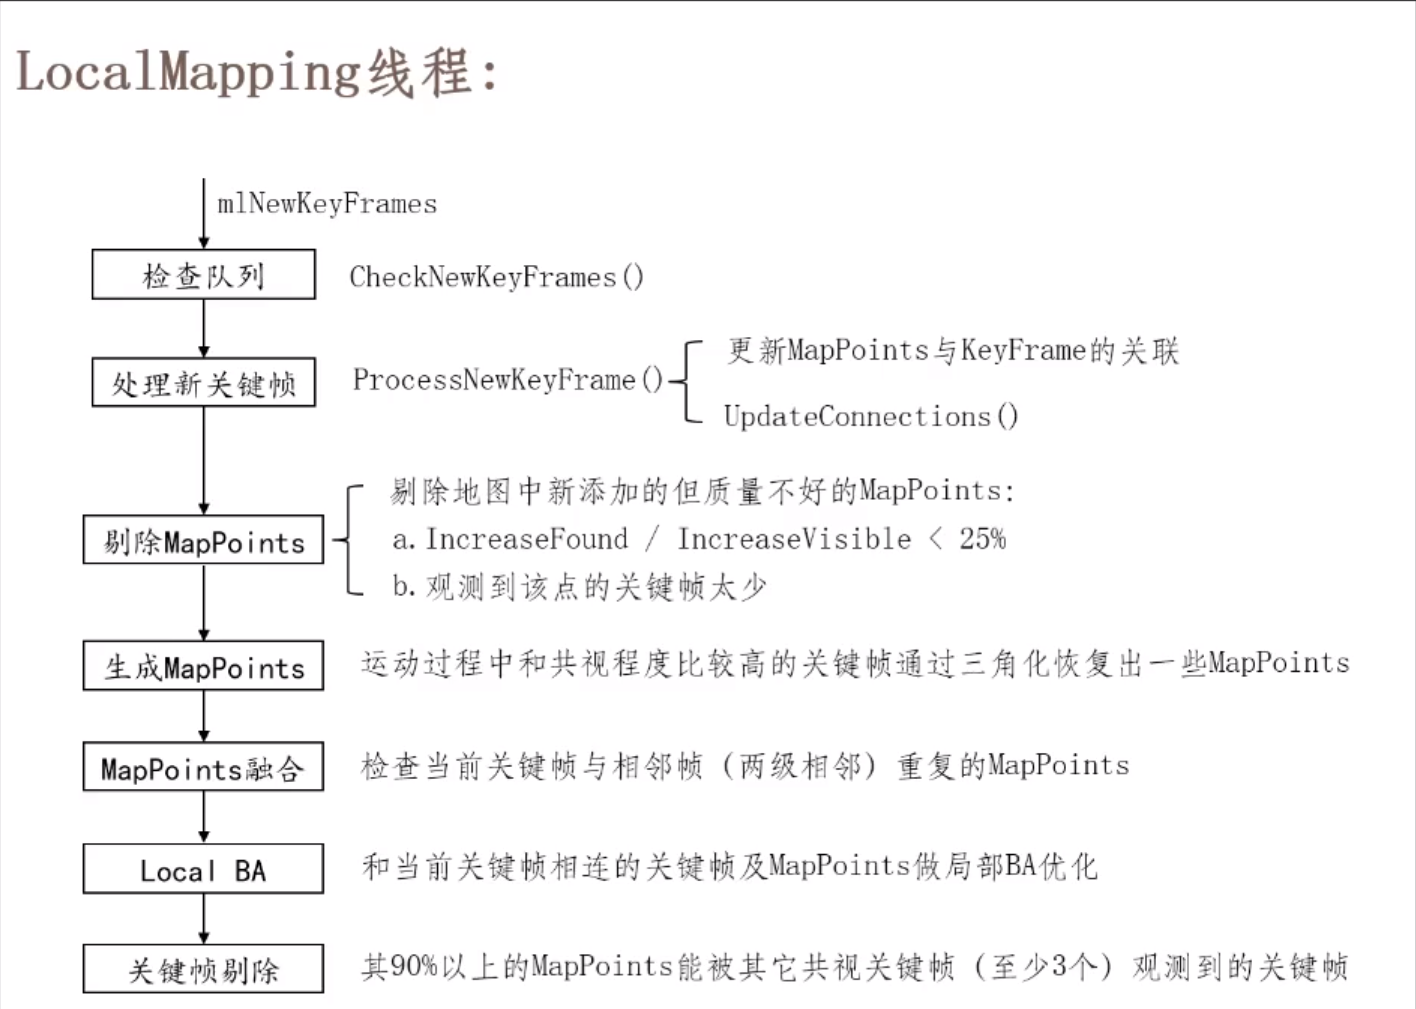 LocalMapping线程:
mlNewKeyFrames
检查队列 CheckNewKeyFrames()
处理新关键帧 ProcessNewKeyFrame()
更新MapPoints与KeyFrame的关联
UpdateConnections()
剔除MapPoints
剔除地图中新添加的但质量不好的MapPoints:
a.IncreaseFound / IncreaseVisible < 25%
b.观测到该点的关键帧太少
生成MapPoints 运动过程中和共视程度比较高的关键帧通过三角化恢复出一些MapPoints
MapPoints融合 检查当前关键帧与相邻帧（两级相邻）重复的MapPoints
Local BA 和当前关键帧相连的关键帧及MapPoints做局部BA优化
关键帧剔除 其90%以上的MapPoints能被其它共视关键帧（至少3个）观测到的关键帧